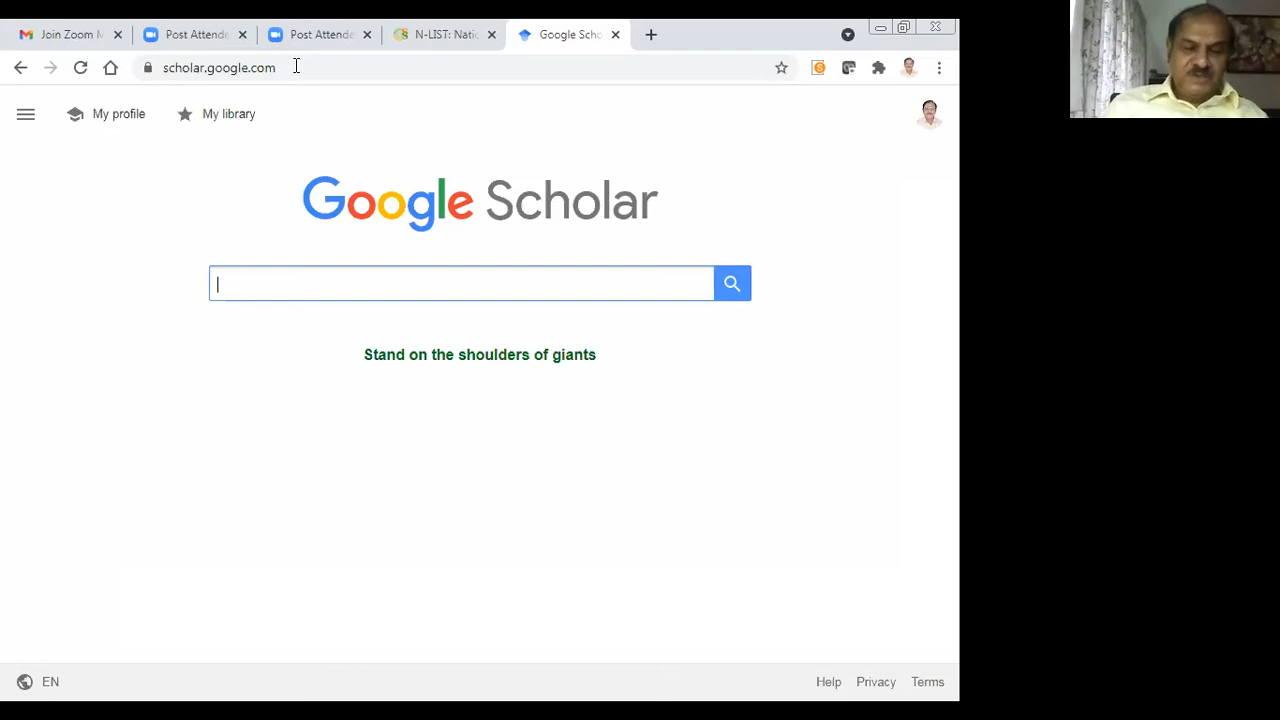 Join Zoom M
Post Attende
Post Attende
N-LIST: Natio
Google Scho
scholar.google.com
My profile
My library
Google Scholar
Stand on the shoulders of giants
EN
Help
Privacy
Terms